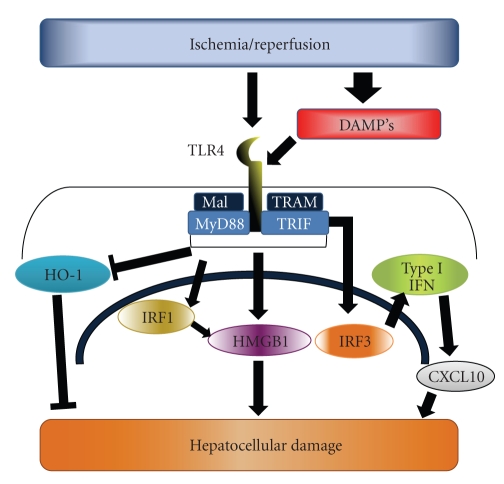 Ischemia/reperfusion
DAMP's
TLR4
Mal
TRAM
MyD88
TRIF
HO-1
Type I
IFN
IRF1
HMGB1
IRF3
CXCL10
Hepatocellular damage